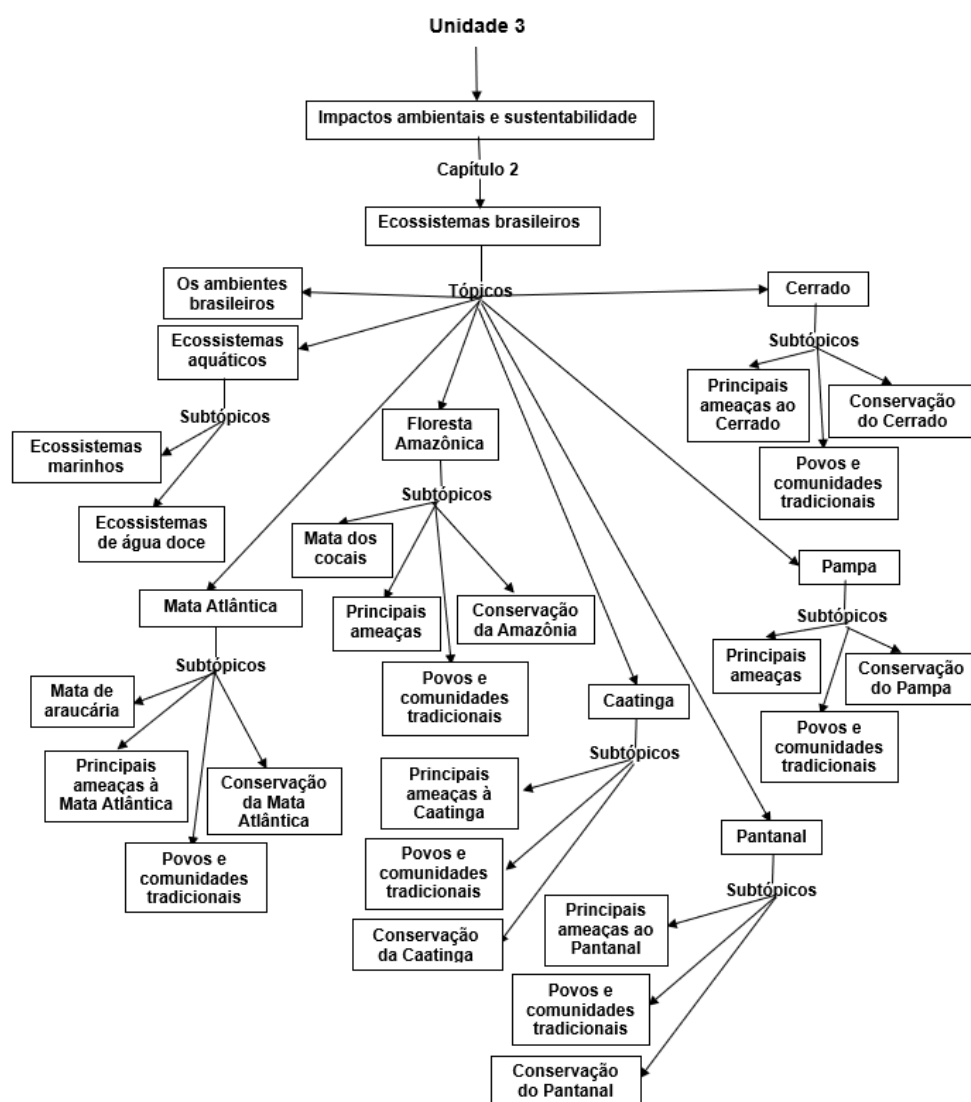 Unidade 3
Impactos ambientais e sustentabilidade
Capítulo 2
Ecossistemas brasileiros
Tópicos
Os ambientes
brasileiros
Ecossistemas
aquáticos
Subtópicos
Ecossistemas
marinhos
Ecossistemas
de água doce
Mata Atlântica
Subtópicos
Mata de
araucária
Principais
ameaças à
Mata Atlântica
Povos e
comunidades
tradicionais
Conservação
da Mata
Atlântica
Floresta
Amazônica
Subtópicos
Mata dos
cocais
Principais
ameaças
Povos e
comunidades
tradicionais
Conservação
da Amazônia
Caatinga
Subtópicos
Principais
ameaças à
Caatinga
Povos e
comunidades
tradicionais
Conservação
da Caatinga
Pantanal
Subtópicos
Principais
ameaças ao
Pantanal
Povos e
comunidades
tradicionais
Conservação
do Pantanal
Pampa
Subtópicos
Principais
ameaças
Povos e
comunidades
tradicionais
Conservação
do Pampa
Cerrado
Subtópicos
Principais
ameaças ao
Cerrado
Povos e
comunidades
tradicionais
Conservação
do Cerrado